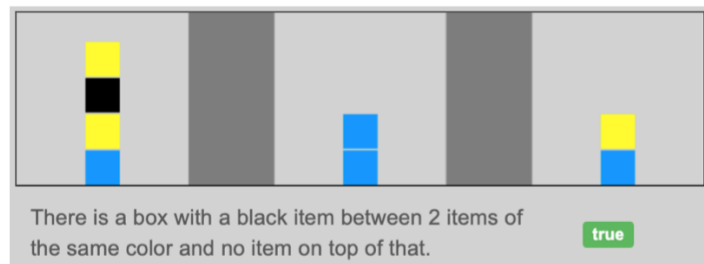 There is a box with a black item between 2 items of
the same color and no item on top of that.
true